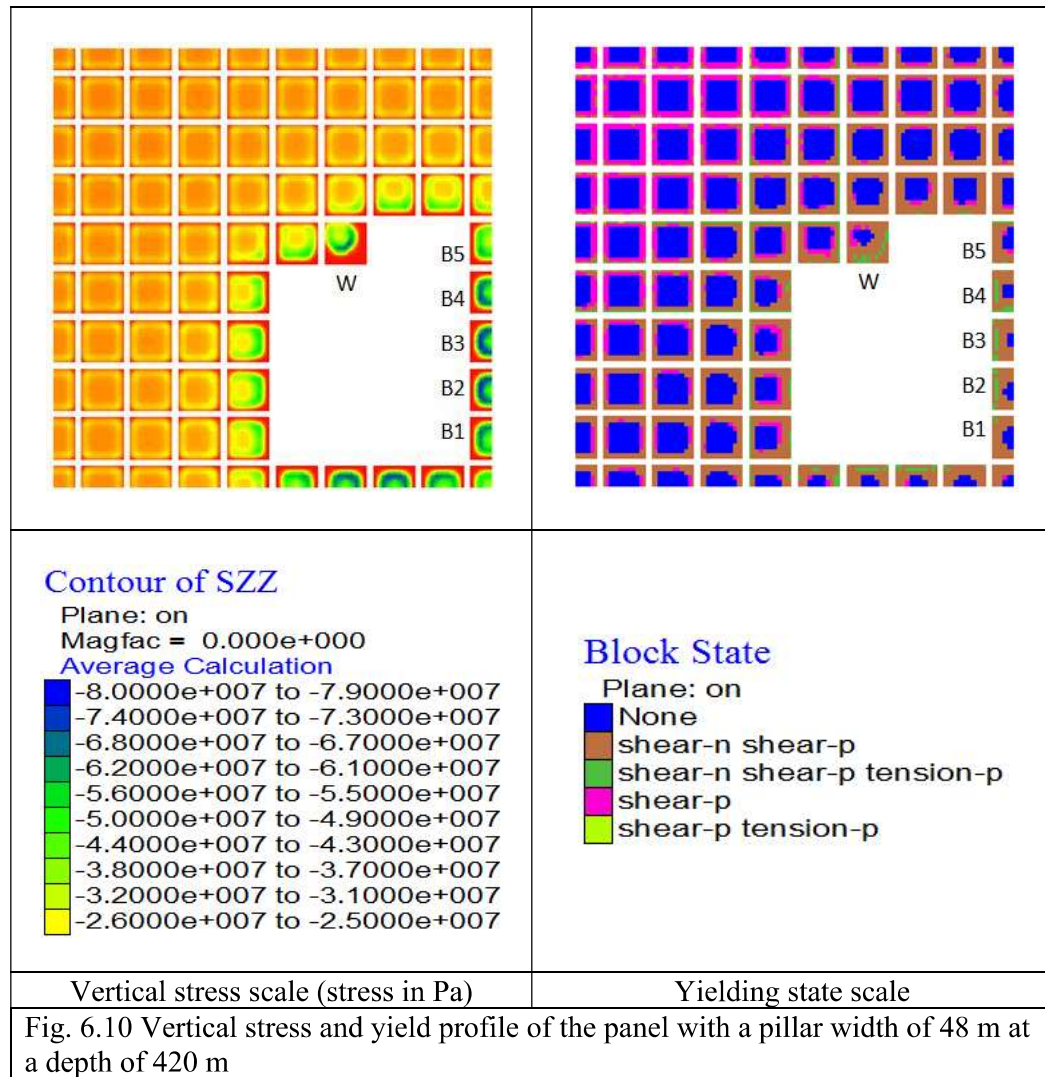 B5
W
B4
B3
B2
B1
B5
W
B4
B3
B2
B1
Contour of SZZ
Plane: on
Magfac = 0.000e+000
Average Calculation
-8.0000e+007 to -7.9000e+007
-7.4000e+007 to -7.3000e+007
-6.8000e+007 to -6.7000e+007
-6.2000e+007 to -6.1000e+007
-5.6000e+007 to -5.5000e+007
-5.0000e+007 to -4.9000e+007
-4.4000e+007 to -4.3000e+007
-3.8000e+007 to -3.7000e+007
-3.2000e+007 to -3.1000e+007
-2.6000e+007 to -2.5000e+007
Block State
Plane: on
None
shear-n shear-p
shear-n shear-p tension-p
shear-p
shear-p tension-p
Vertical stress scale (stress in Pa)
Yielding state scale
Fig. 6.10 Vertical stress and yield profile of the panel with a pillar width of 48 m at
a depth of 420 m